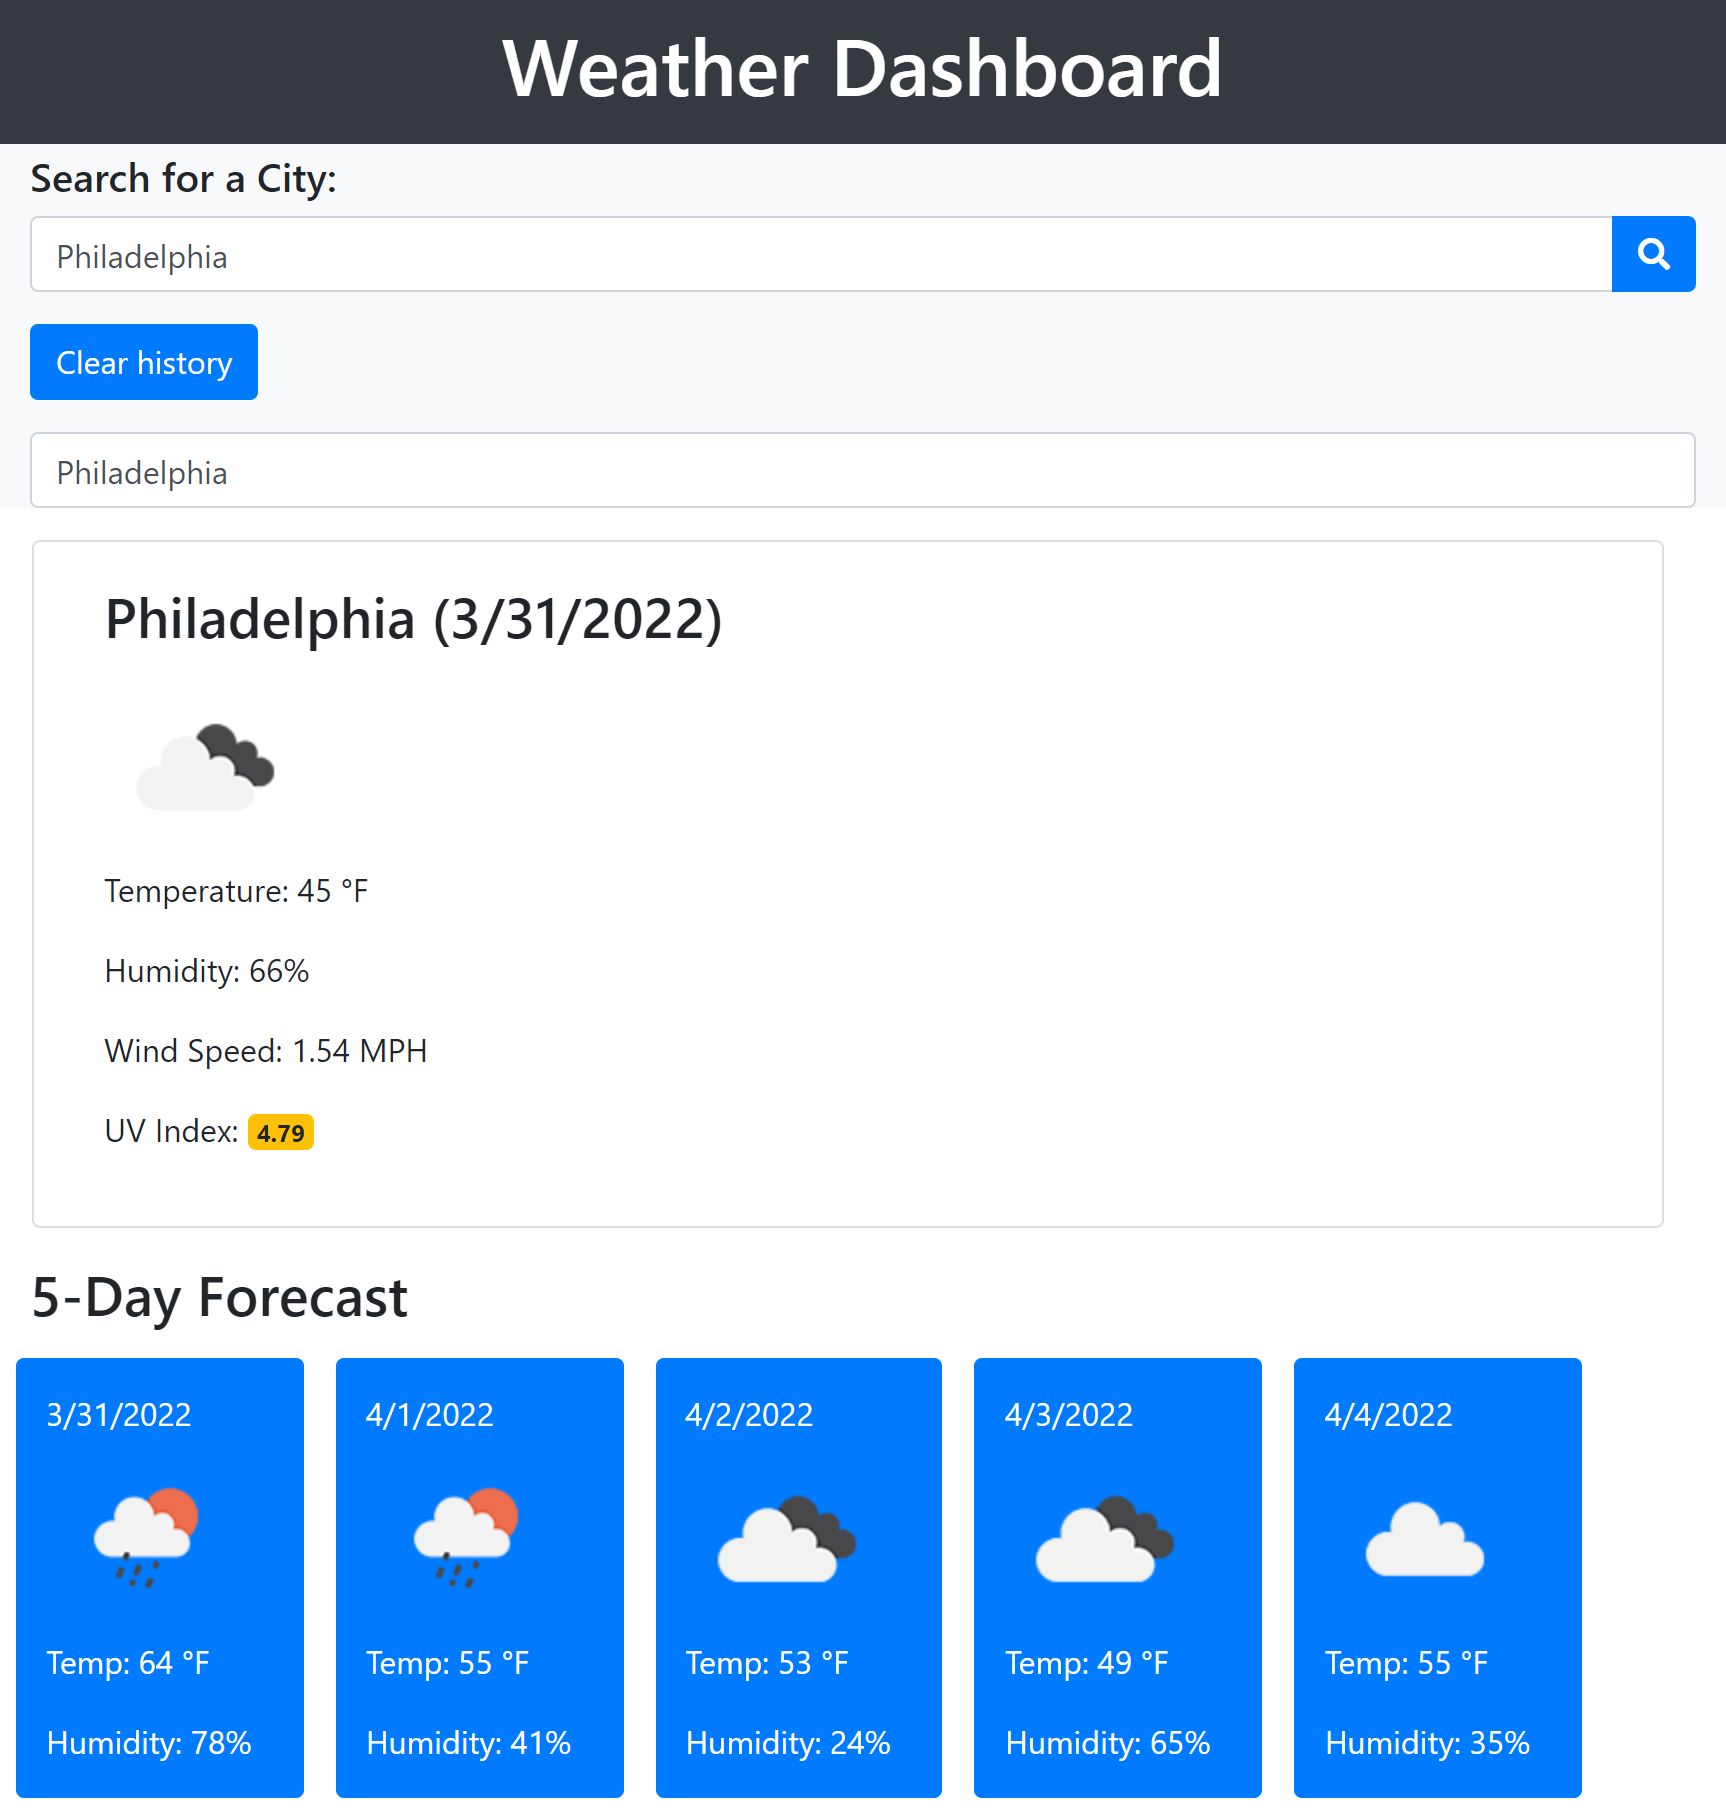 Weather Dashboard
Search for a City:
Philadelphia
Clear history
Philadelphia
Philadelphia (3/31/2022)
Temperature: 45 °F
Humidity: 66%
Wind Speed: 1.54 MPH
UV Index: 4.79
5-Day Forecast
3/31/2022
Temp: 64 °F
Humidity: 78%
4/1/2022
Temp: 55 °F
Humidity: 41%
4/2/2022
Temp: 53 °F
Humidity: 24%
4/3/2022
Temp: 49 °F
Humidity: 65%
4/4/2022
Temp: 55 °F
Humidity: 35%